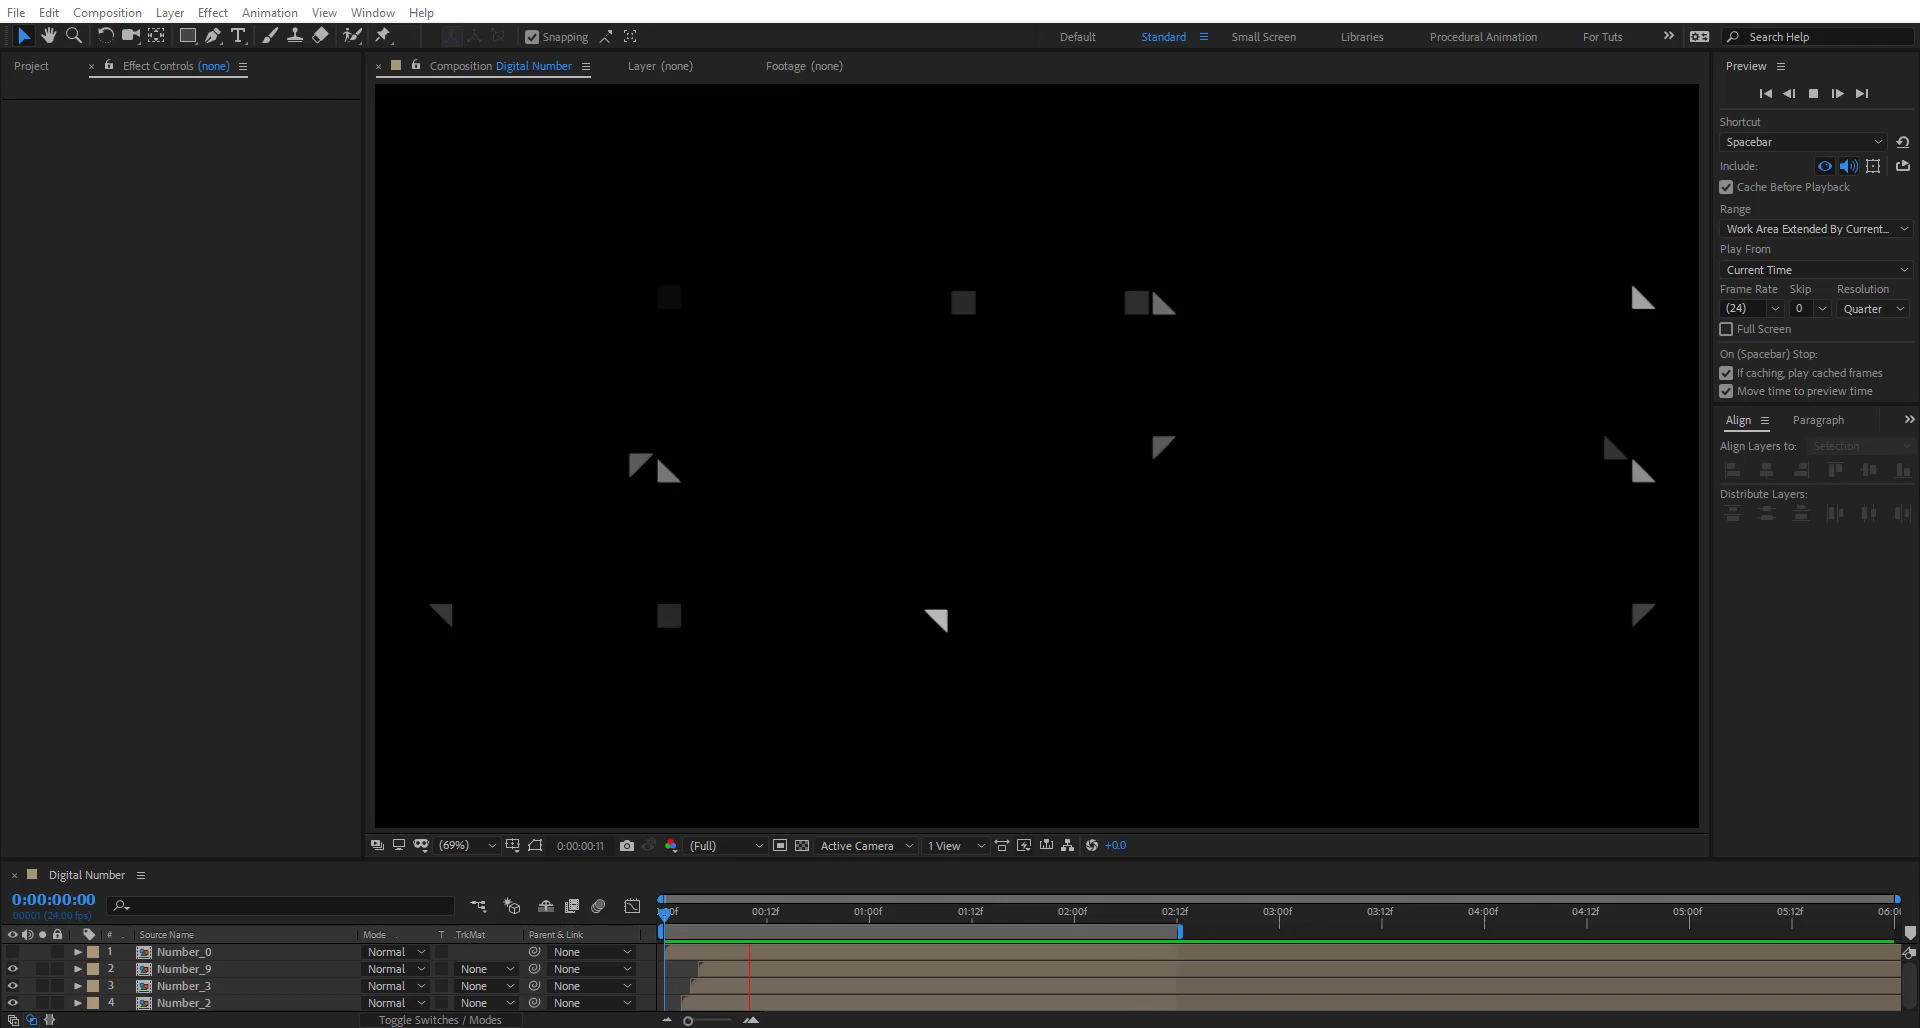 File Edit Composition Layer Effect Animation View Window Help
Snapping Default Standard Small Screen Libraries Procedural Animation For Tuts Search Help
Project Effect Controls (none) Composition Digital Number Layer (none) Footage (none) Preview
Shortcut
Spacebar
Include:
Cache Before Playback
Range
Work Area Extended By Current...
Play From
Current Time
Frame Rate Skip Resolution
(24) 0 Quarter
Full Screen
On (Spacebar) Stop:
If caching, play cached frames
Move time to preview time
Align Paragraph
Align Layers to: Selection
Distribute Layers:
(69%) 0:00:00:11 (Full) Active Camera 1 View +0.0
Digital Number
0:00:00:00
00001 (24.00 fps)
00:12f 01:00f 01:12f 02:00f 02:12f 03:00f 03:12f 04:00f 04:12f 05:00f 05:12f
# Source Name Mode T .TrkMat Parent & Link
1 Number_0 Normal None
2 Number_9 Normal None None
3 Number_3 Normal None None
4 Number_2 Normal None None
Toggle Switches / Modes